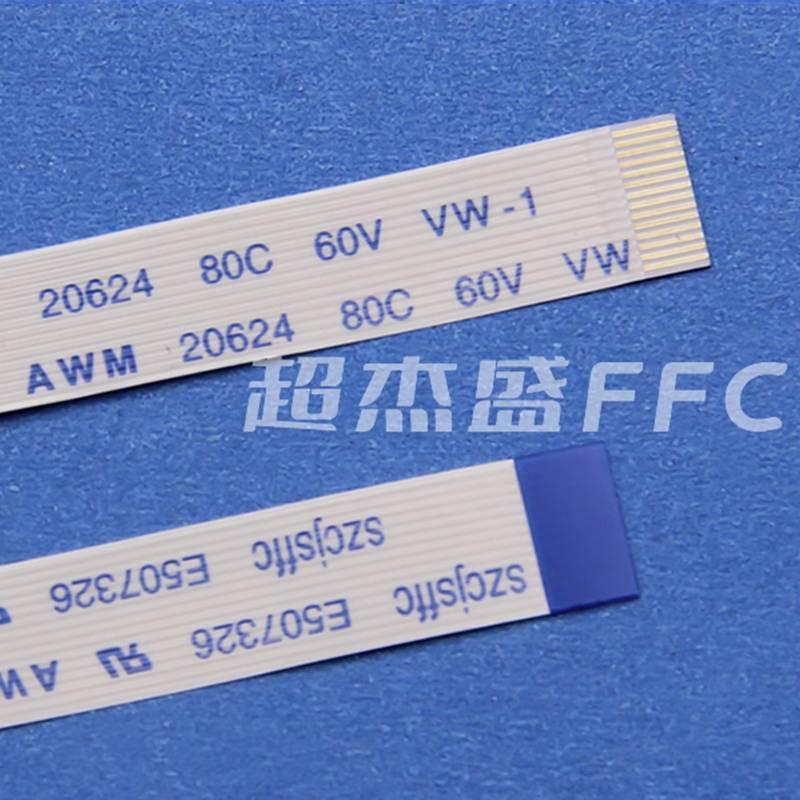 20624 80C 60V VW-1
AWM 20624 80C 60V VW
超杰盛FFC
szcjsffc E507326 AW
szcjsffc E507326